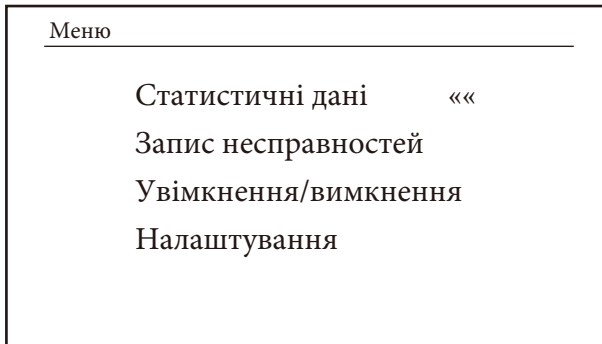 Меню
Статистичні дані ««
Запис несправностей
Увімкнення/вимкнення
Налаштування